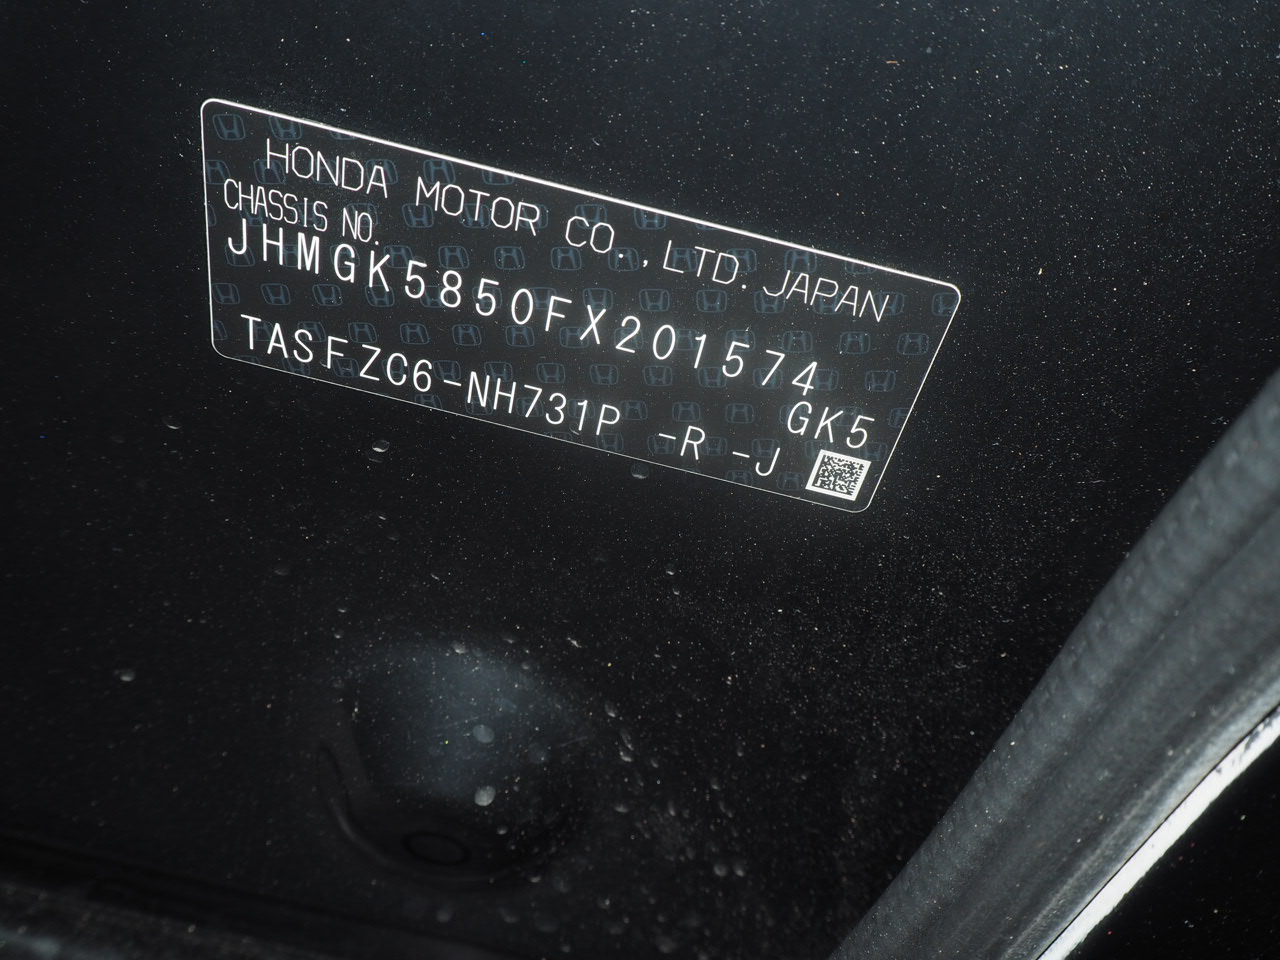 HONDA MOTOR CO.,LTD. JAPAN
CHASSIS NO.
JHMGK5850FX201574
GK5
TASFZC6-NH731P -R -J